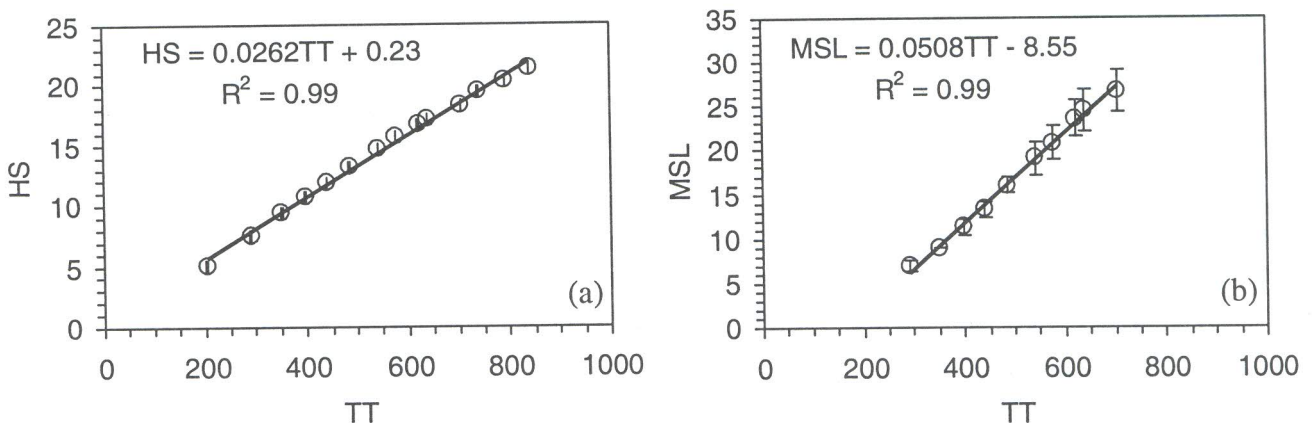 HS = 0.0262TT + 0.23
R² = 0.99
25
20
15
10
5
0
HS
(a)
0 200 400 600 800 1000
TT
MSL = 0.0508TT - 8.55
R² = 0.99
35
30
25
20
15
10
5
0
MSL
(b)
0 200 400 600 800 1000
TT